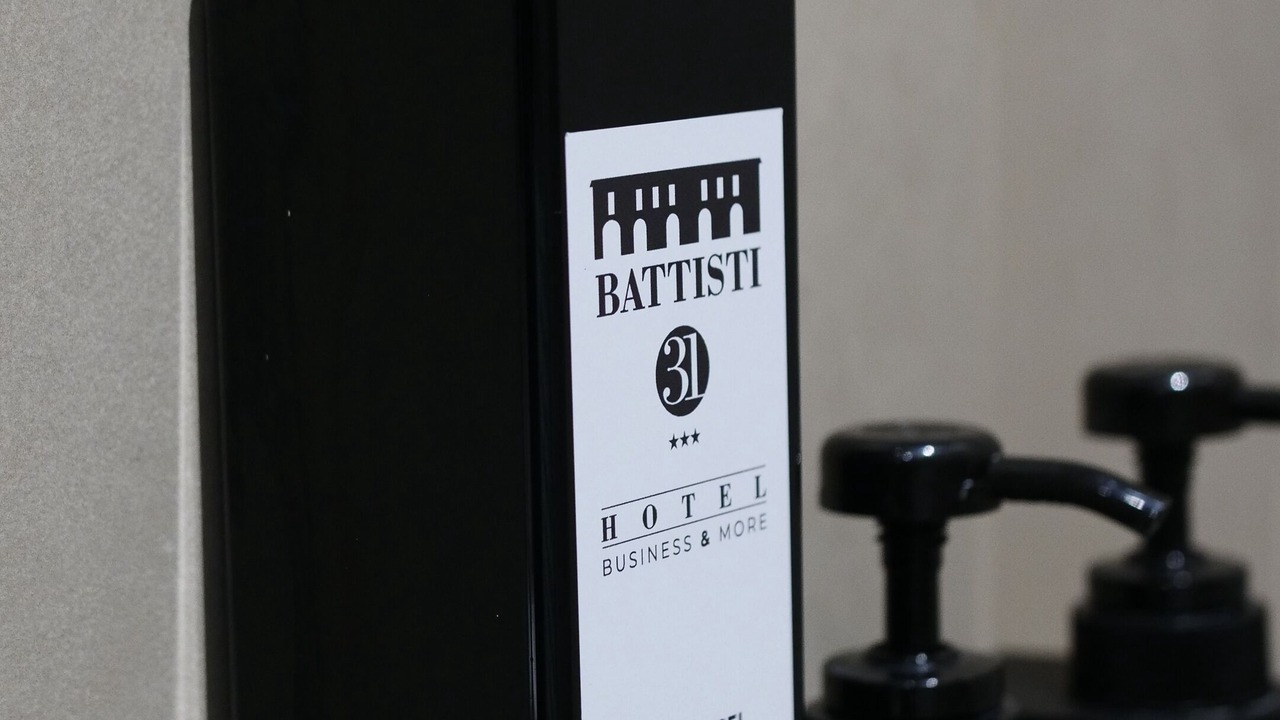 BATTISTI
31
HOTEL
BUSINESS & MORE